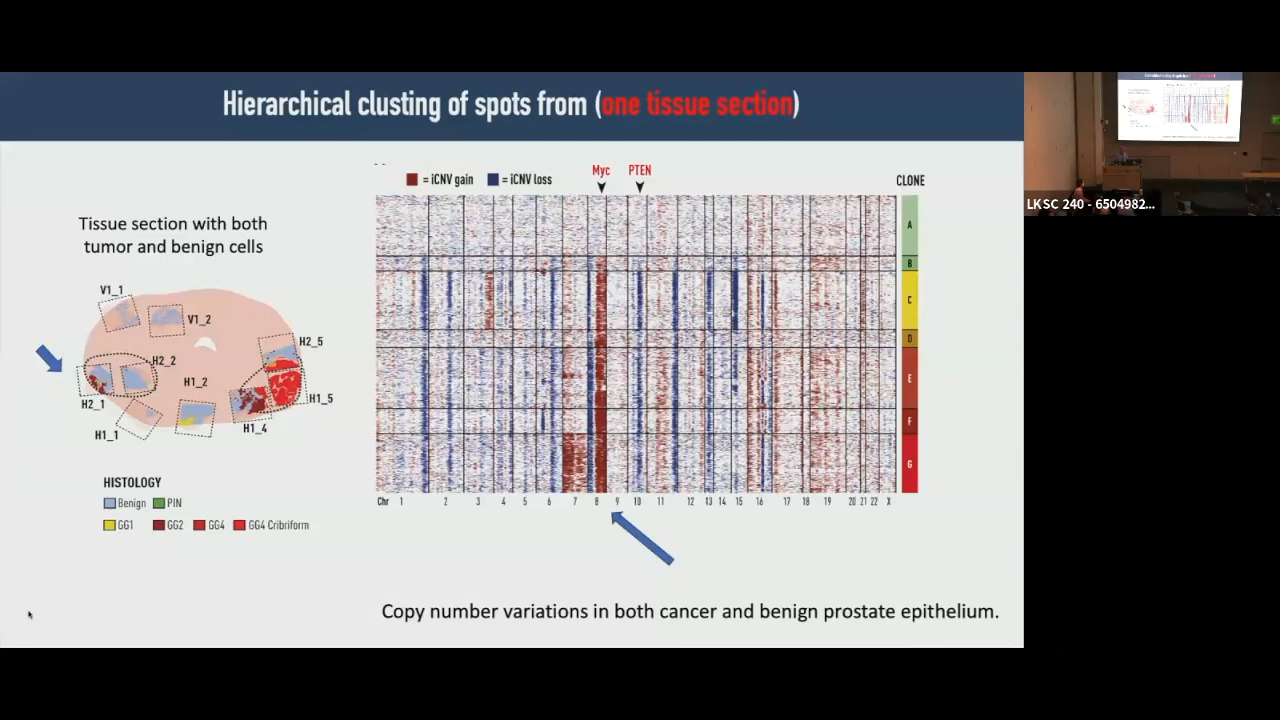 Hierarchical clusting of spots from (one tissue section)
= iCNV gain = iCNV loss
Myc PTEN
CLONE
A
B
C
D
E
F
G
Chr 1 2 3 4 5 6 7 8 9 10 11 12 13 14 15 16 17 18 19 20 21 22 X
Tissue section with both
tumor and benign cells
V1_1
V1_2
H2_5
H2_2
H1_2
H2_1
H1_5
H1_4
H1_1
HISTOLOGY
Benign PIN
GG1 GG2 GG4 GG4 Cribriform
Copy number variations in both cancer and benign prostate epithelium.
LKSC 240 - 6504982...